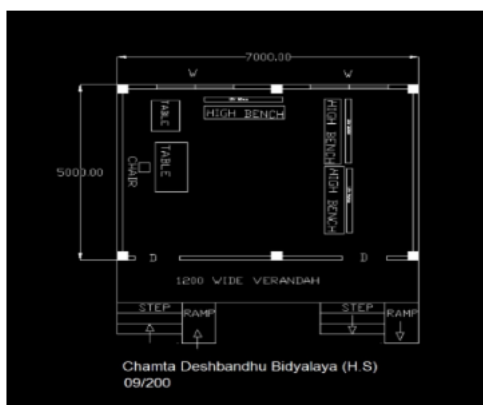 7000.00
W W
TABLE
HIGH BENCH
HIGH BENCH
5000.00
CHAIR
TABLE
HIGH BENCH
D D
1200 WIDE VERANDAH
STEP RAMP STEP RAMP
Chamta Deshbandhu Bidyalaya (H.S)
09/200